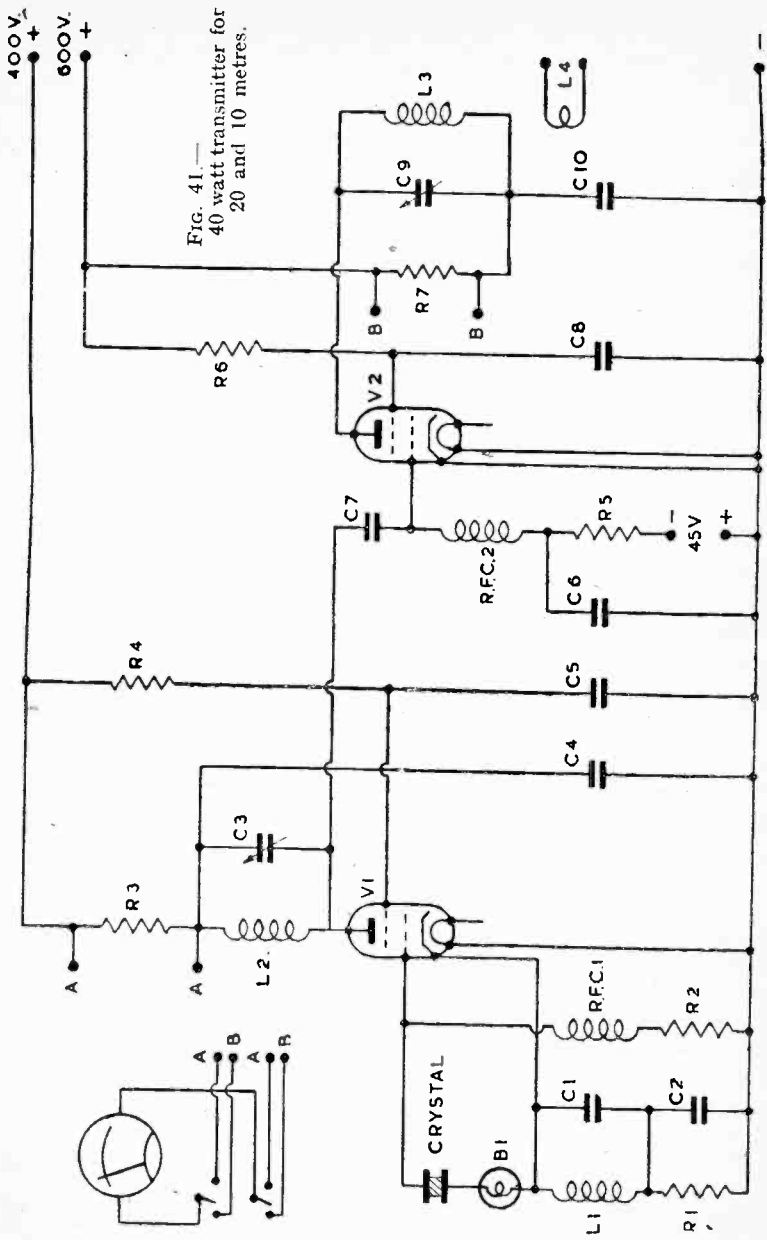 400V.
+
600V.
+
FIG. 41.—
40 watt transmitter for
20 and 10 metres.
R6
R7
B
B
C9
L3
L4
C10
C8
V2
C7
R.F.C.2
R5
−
45V
+
C6
R4
C5
C4
R3
A
A
L2.
C3
V1
R.F.C.1
R2
CRYSTAL
B1
C1
C2
L1
R1
A
B
A
B
−